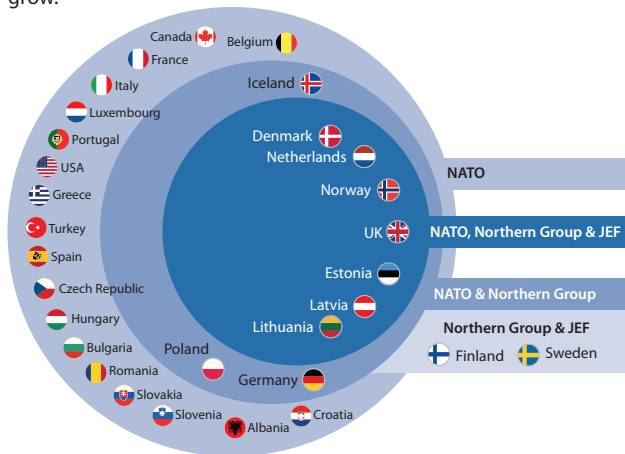 grow.
Canada
Belgium
France
Iceland
Italy
Luxembourg
Denmark
Portugal
Netherlands
USA
NATO
Norway
Greece
Turkey
UK
NATO, Northern Group & JEF
Spain
Estonia
Czech Republic
NATO & Northern Group
Latvia
Hungary
Lithuania
Northern Group & JEF
Bulgaria
Poland
Finland
Sweden
Romania
Germany
Slovakia
Slovenia
Croatia
Albania